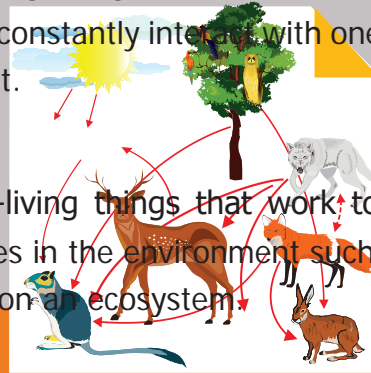 constantly interact with one
t.
-living things that work to
es in the environment such
on an ecosystem.